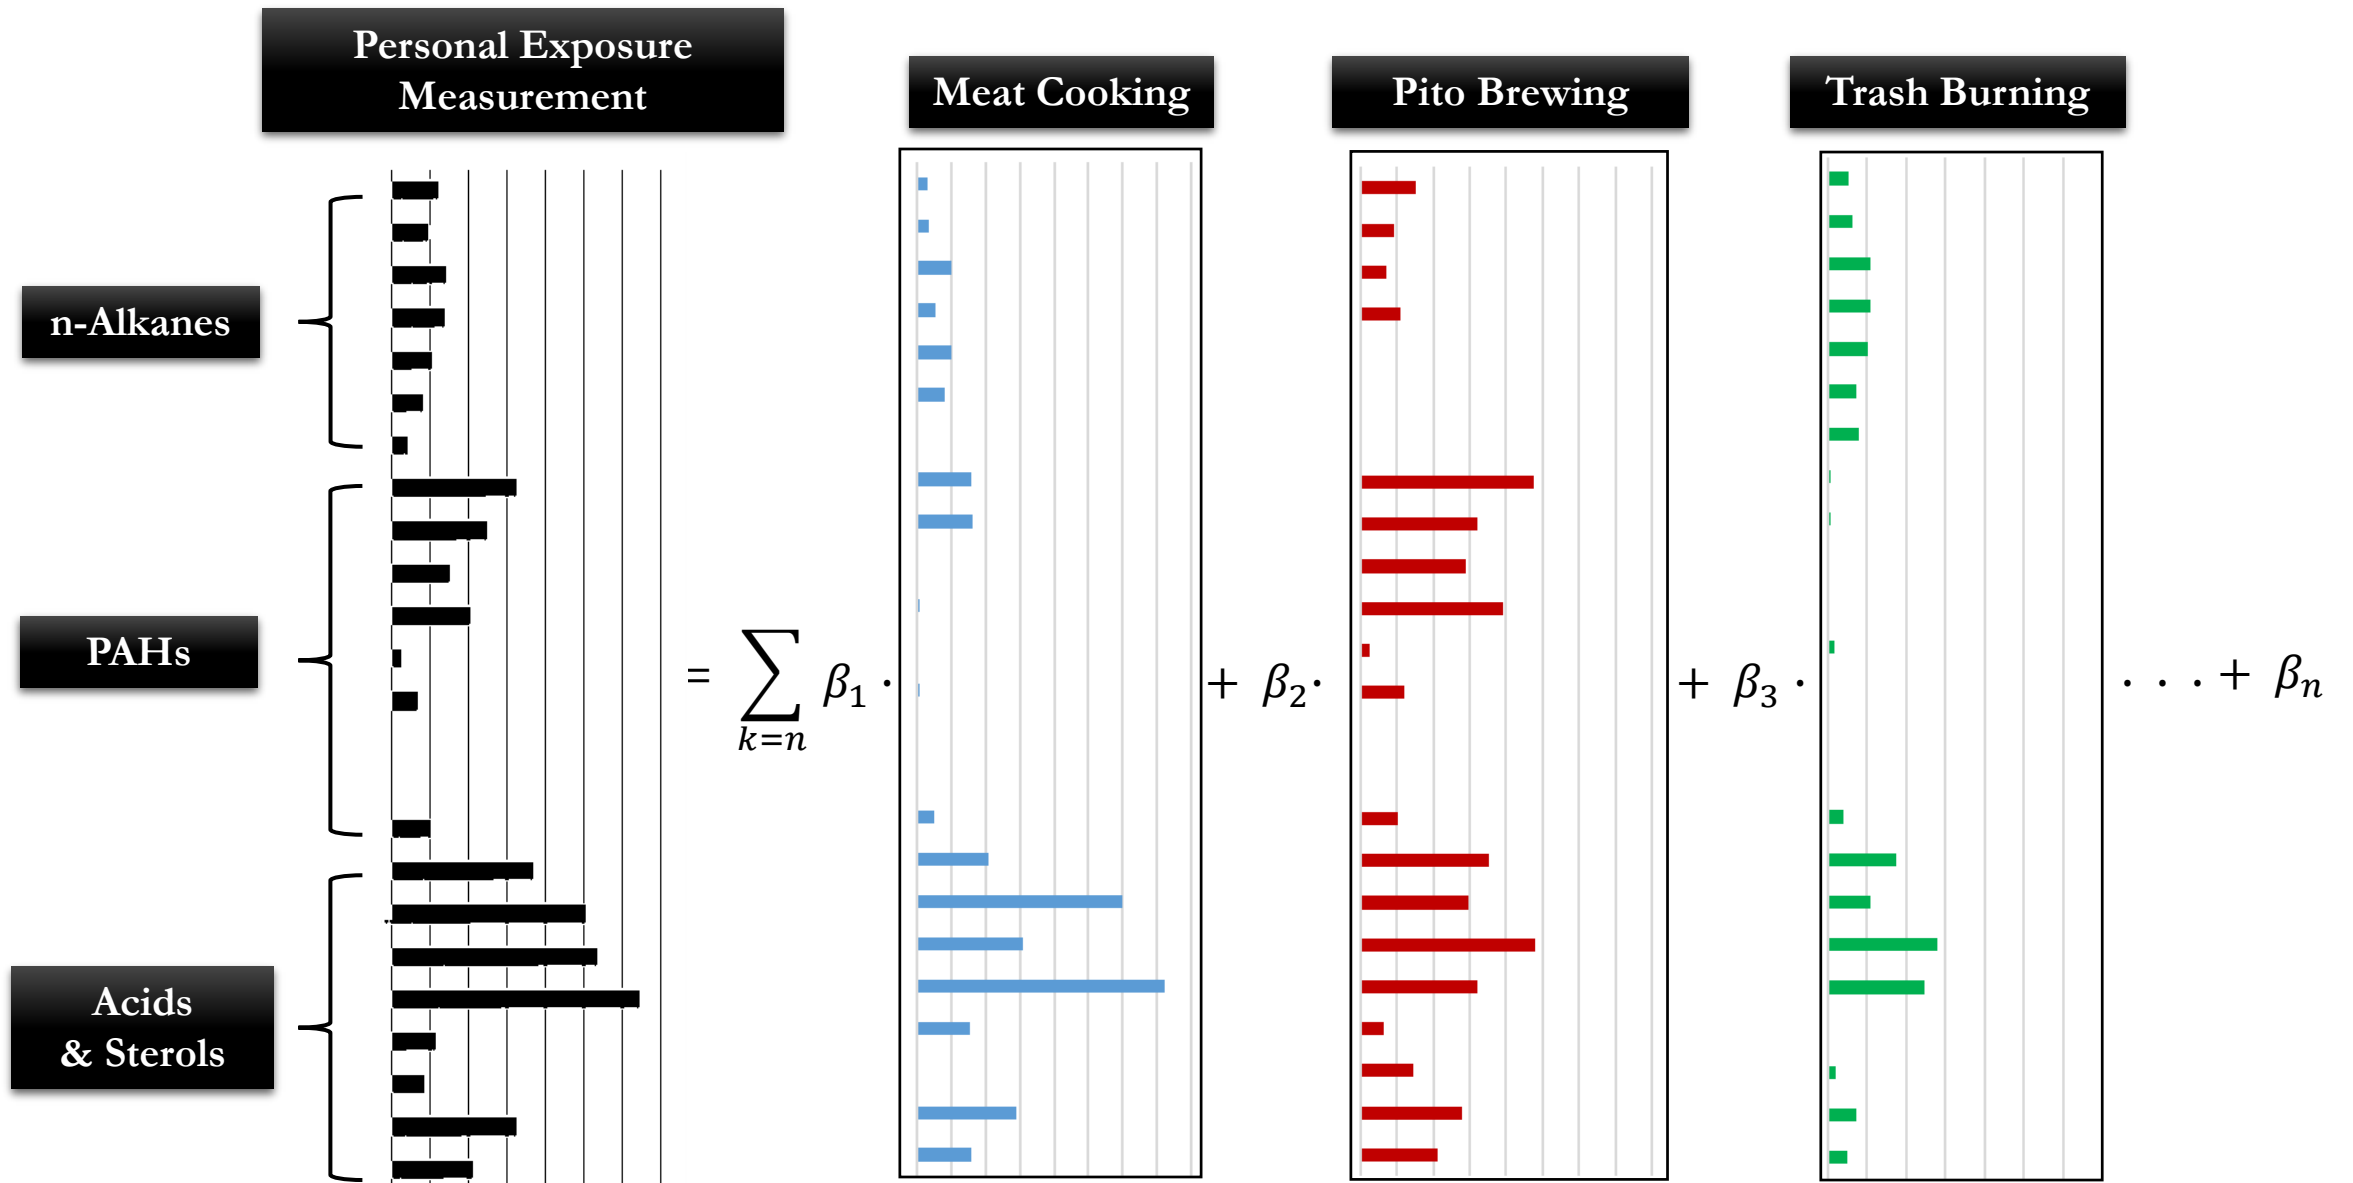 Personal Exposure
Measurement
Meat Cooking
Pito Brewing
Trash Burning
n-Alkanes
PAHs
Acids
& Sterols
= ∑ β₁ · + β₂· + β₃ · . . . + βₙ
k=n